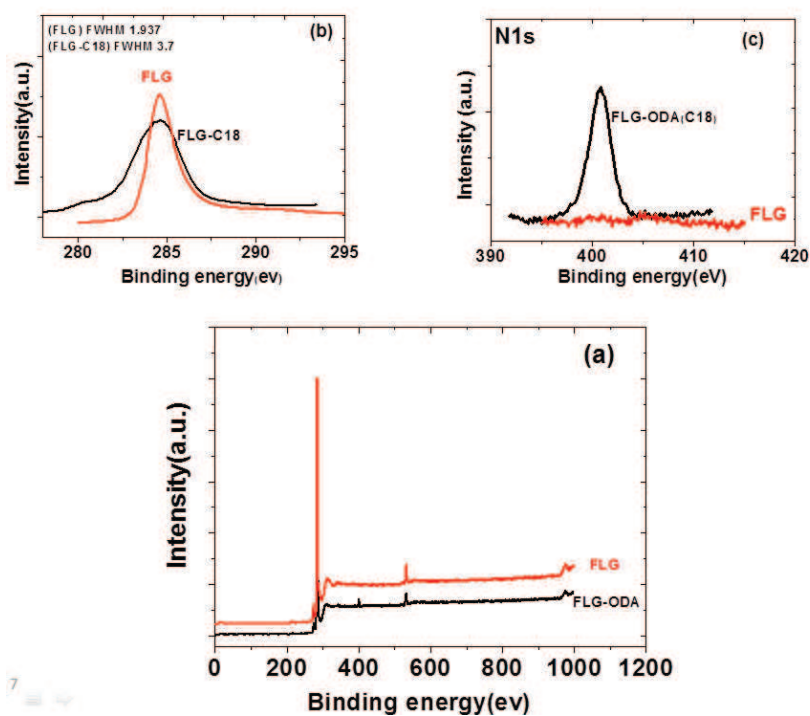 (FLG) FWHM 1.937
(FLG-C18) FWHM 3.7
(b)
FLG
FLG-C18
Intensity(a.u.)
280 285 290 295
Binding energy(ev)
N1s
(c)
FLG-ODA(C18)
FLG
Intensity (a.u.)
390 400 410 420
Binding energy(eV)
(a)
Intensity(a.u.)
FLG
FLG-ODA
0 200 400 600 800 1000 1200
Binding energy(ev)
7